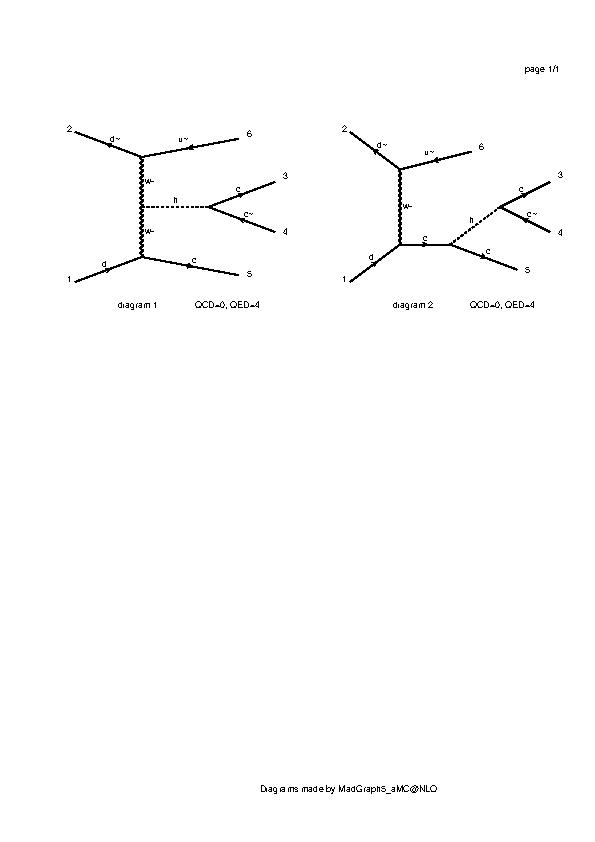 page 1/1
2 d~ u~ 6
w-
h c 3
c~ 4
w-
1 d c 5
diagram 1 QCD=0, QED=4
2 d~ u~ 6
w-
h c 3
c~ 4
c
1 d c 5
diagram 2 QCD=0, QED=4
Diagrams made by MadGraph5_aMC@NLO